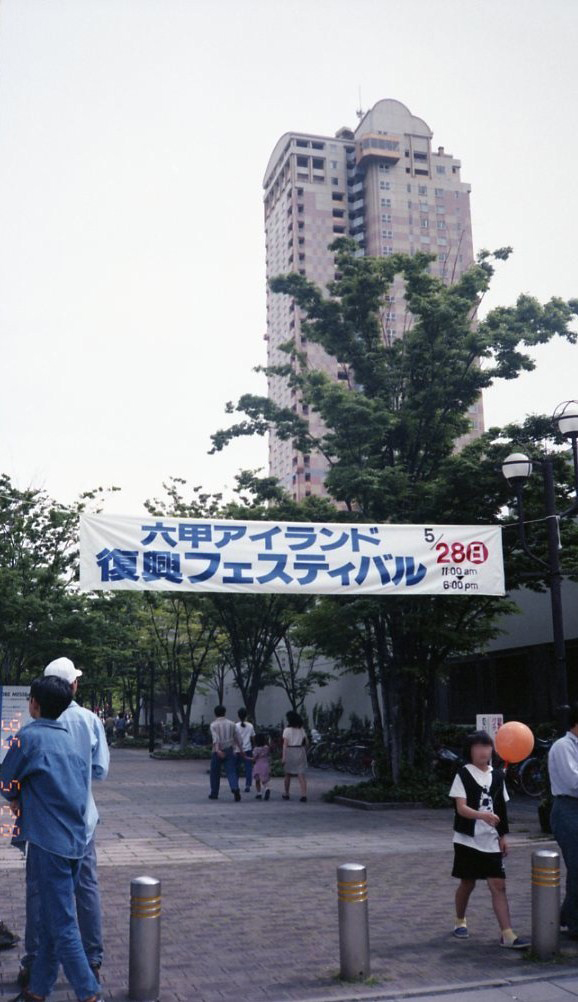 六甲アイランド
復興フェスティバル
5/28日
11:00 am
6:00 pm